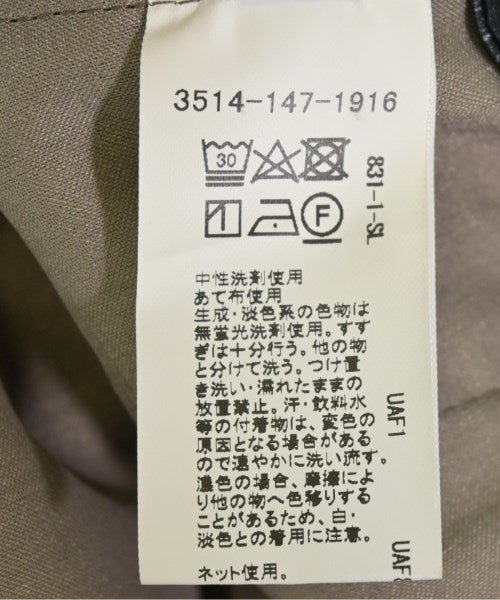 3514-147-1916
30
F
831-1-SL
中性洗剤使用
あて布使用
生成・淡色系の色物は
無蛍光洗剤使用。すす
ぎは十分行う。他の物
と分けて洗う。つけ置
き洗い・濡れたままの
放置禁止。汗・飲料水
等の付着物は、変色の
原因となる場合がある
ので速やかに洗い流す。
濃色の場合、摩擦によ
り他の物へ色移りする
ことがあるため、白・
淡色との着用に注意。
ネット使用。
UAF1